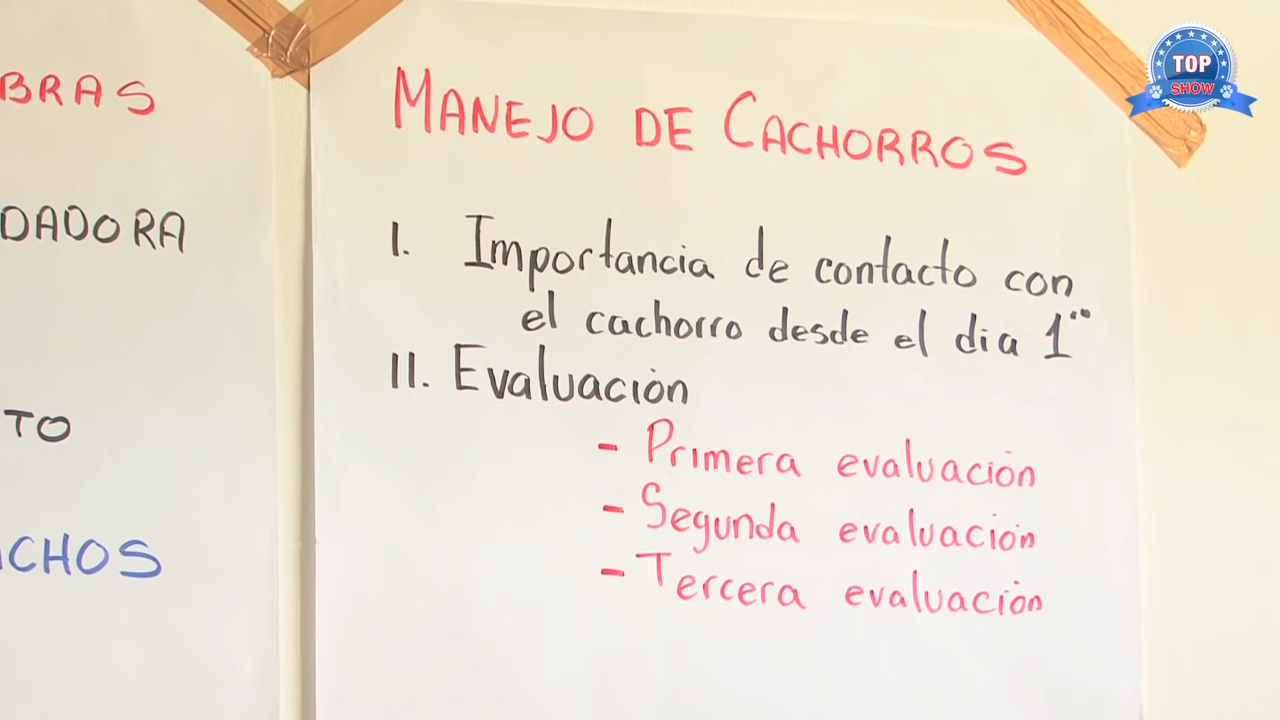 BRAS
DADORA
TO
CHOS
MANEJO DE CACHORROS
I. Importancia de contacto con
el cachorro desde el dia 1"
II. Evaluación
- Primera evaluación
- Segunda evaluación
- Tercera evaluación
TOP
SHOW